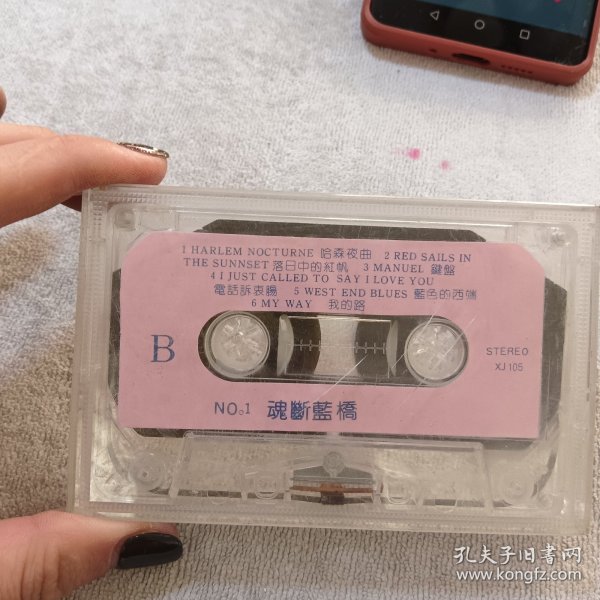 1 HARLEM NOCTURNE 哈森夜曲 2 RED SAILS IN
THE SUNNSET 落日中的紅帆 3 MANUEL 鍵盤
4 I JUST CALLED TO SAY I LOVE YOU
電話訴衷腸 5 WEST END BLUES 藍色的西端
6 MY WAY 我的路
B
STEREO
XJ 105
NO.1 魂斷藍橋
孔夫子旧书网
www.kongfz.com